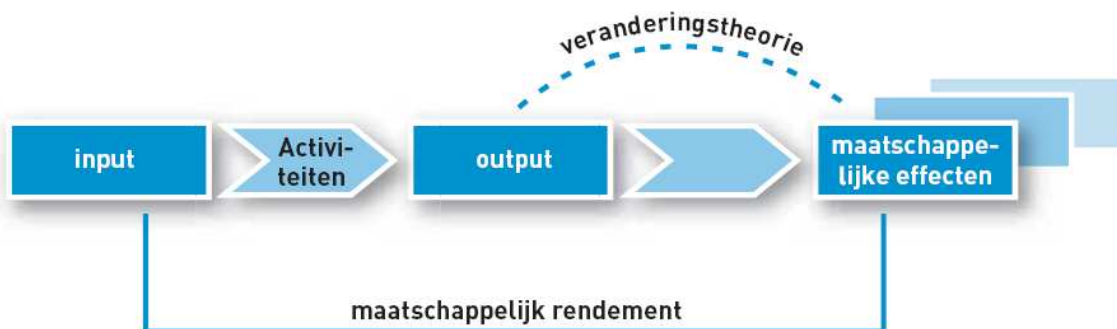 veranderingstheorie
input
Activi-
teiten
output
maatschappe-
lijke effecten
maatschappelijk rendement